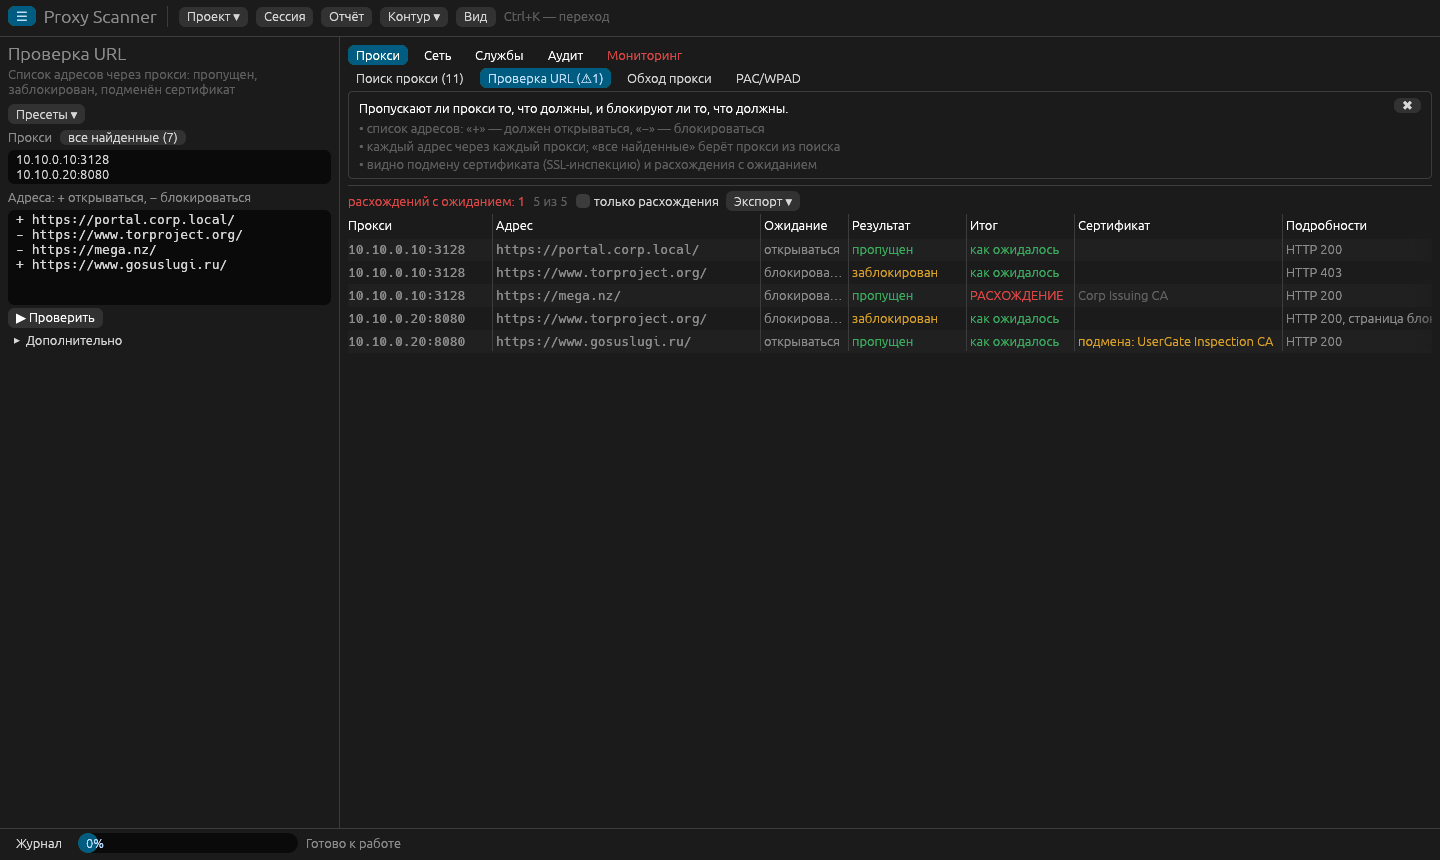 ☰ Proxy Scanner Проект ▾ Сессия Отчёт Контур ▾ Вид Ctrl+K — переход
Проверка URL
Список адресов через прокси: пропущен,
заблокирован, подменён сертификат
Пресеты ▾
Прокси все найденные (7)
10.10.0.10:3128
10.10.0.20:8080
Адреса: + открываться, − блокироваться
+ https://portal.corp.local/
- https://www.torproject.org/
- https://mega.nz/
+ https://www.gosuslugi.ru/
▶ Проверить
▸ Дополнительно
Прокси Сеть Службы Аудит Мониторинг
Поиск прокси (11) Проверка URL (⚠1) Обход прокси PAC/WPAD
Пропускают ли прокси то, что должны, и блокируют ли то, что должны. ✖
• список адресов: «+» — должен открываться, «−» — блокироваться
• каждый адрес через каждый прокси; «все найденные» берёт прокси из поиска
• видно подмену сертификата (SSL-инспекцию) и расхождения с ожиданием
расхождений с ожиданием: 1 5 из 5 только расхождения Экспорт ▾
Прокси Адрес Ожидание Результат Итог Сертификат Подробности
10.10.0.10:3128 https://portal.corp.local/ открываться пропущен как ожидалось HTTP 200
10.10.0.10:3128 https://www.torproject.org/ блокирова… заблокирован как ожидалось HTTP 403
10.10.0.10:3128 https://mega.nz/ блокирова… пропущен РАСХОЖДЕНИЕ Corp Issuing CA HTTP 200
10.10.0.20:8080 https://www.torproject.org/ блокирова… заблокирован как ожидалось HTTP 200, страница блок
10.10.0.20:8080 https://www.gosuslugi.ru/ открываться пропущен как ожидалось подмена: UserGate Inspection CA HTTP 200
Журнал 0% Готово к работе